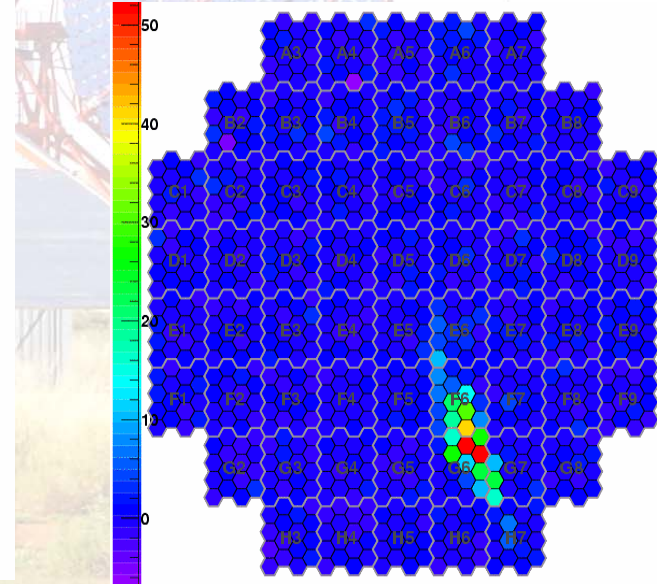 50
40
30
20
10
0
A3 A4 A5 A6 A7
B2 B3 B4 B5 B6 B7 B8
C1 C2 C3 C4 C5 C6 C7 C8 C9
D1 D2 D3 D4 D5 D6 D7 D8 D9
E1 E2 E3 E4 E5 E6 E7 E8 E9
F1 F2 F3 F4 F5 F6 F7 F8 F9
G2 G3 G4 G5 G6 G7 G8
H3 H4 H5 H6 H7